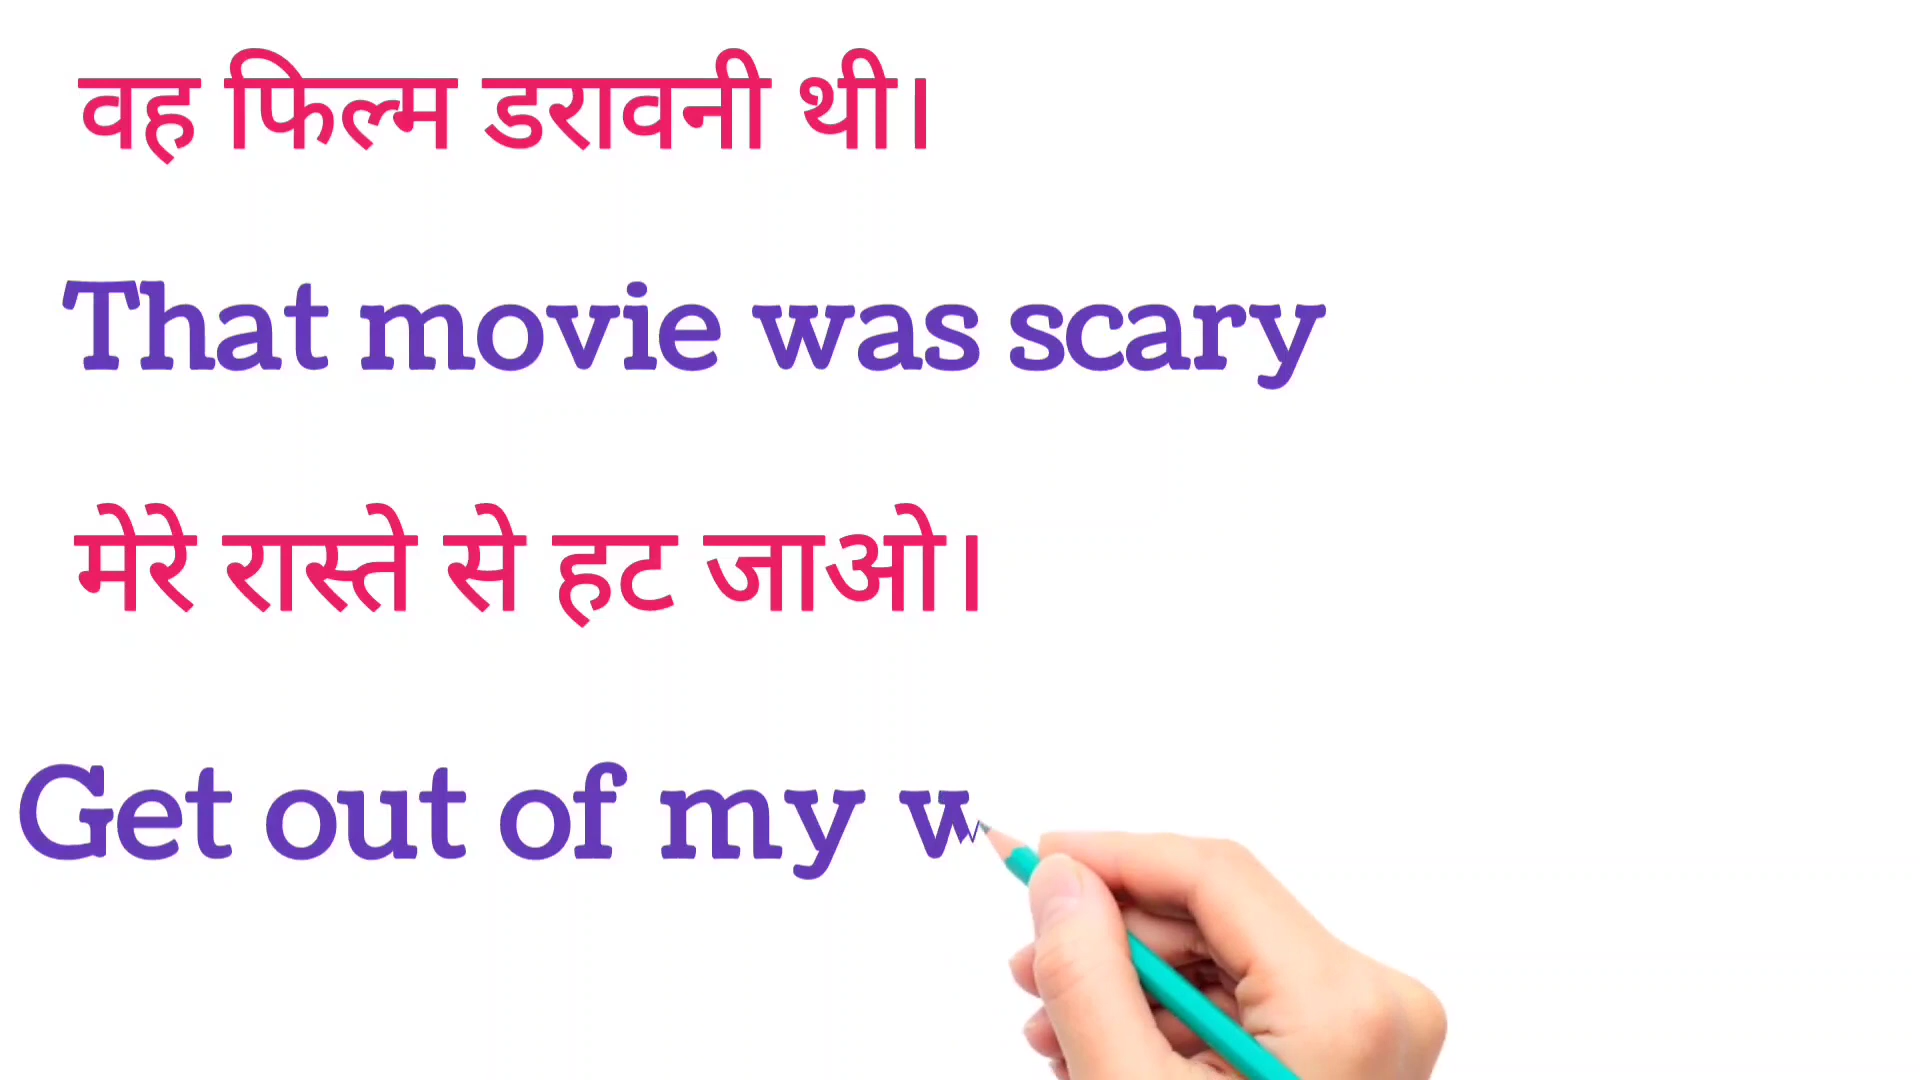 वह फिल्म डरावनी थी।
That movie was scary
मेरे रास्ते से हट जाओ।
Get out of my w